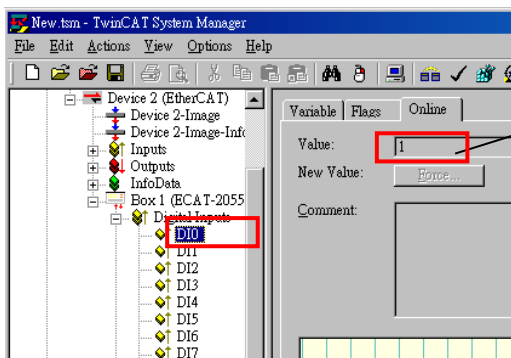 New.tsm - TwinCAT System Manager
File Edit Actions View Options Help
Device 2 (EtherCAT)
Device 2-Image
Device 2-Image-Info
Inputs
Outputs
InfoData
Box 1 (ECAT-2055
Digital Inputs
DI0
DI1
DI2
DI3
DI4
DI5
DI6
DI7
Variable Flags Online
Value: 1
New Value: Force...
Comment: